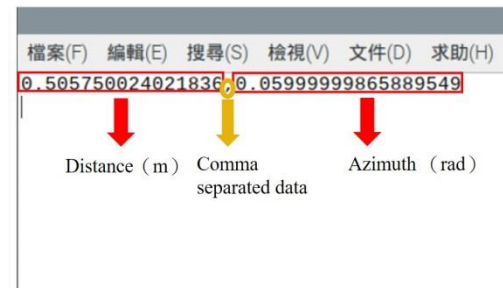 檔案(F) 編輯(E) 搜尋(S) 檢視(V) 文件(D) 求助(H)
0.505750024021836,0.05999999865889549
Distance（m） Comma separated data Azimuth （rad）